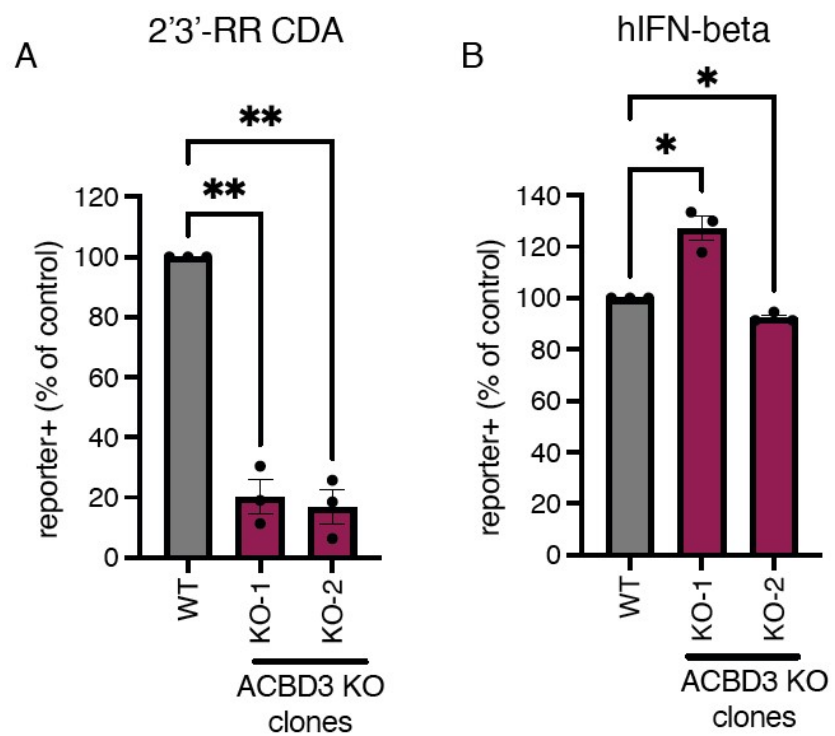 A
2'3'-RR CDA
**
**
reporter+ (% of control)
120
100
80
60
40
20
0
WT
KO-1
KO-2
ACBD3 KO
clones
B
hIFN-beta
*
*
reporter+ (% of control)
140
120
100
80
60
40
20
0
WT
KO-1
KO-2
ACBD3 KO
clones